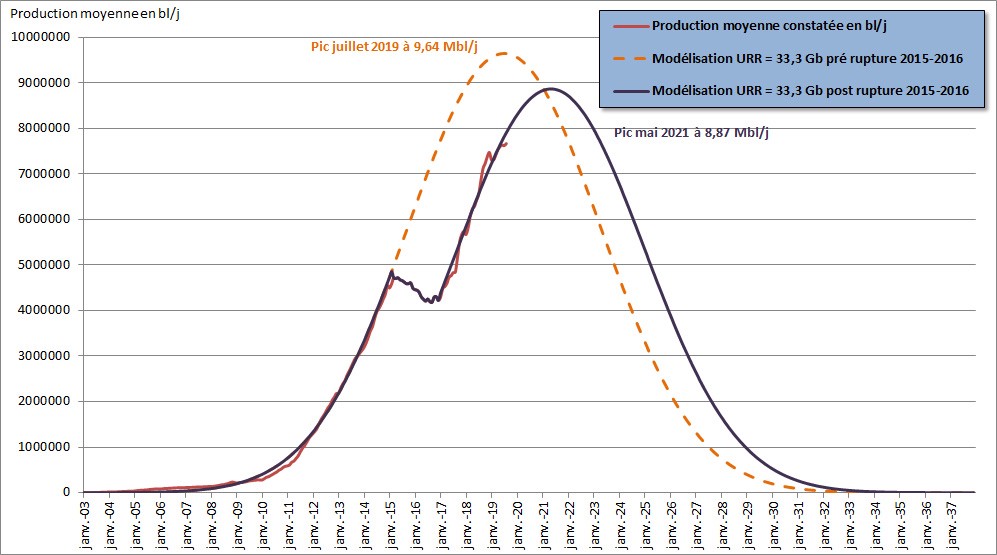 Production moyenne en bl/j
Production moyenne constatée en bl/j
Modélisation URR = 33,3 Gb pré rupture 2015-2016
Modélisation URR = 33,3 Gb post rupture 2015-2016
Pic juillet 2019 à 9,64 Mbl/j
Pic mai 2021 à 8,87 Mbl/j
10000000
9000000
8000000
7000000
6000000
5000000
4000000
3000000
2000000
1000000
0
janv.-03
janv.-04
janv.-05
janv.-06
janv.-07
janv.-08
janv.-09
janv.-10
janv.-11
janv.-12
janv.-13
janv.-14
janv.-15
janv.-16
janv.-17
janv.-18
janv.-19
janv.-20
janv.-21
janv.-22
janv.-23
janv.-24
janv.-25
janv.-26
janv.-27
janv.-28
janv.-29
janv.-30
janv.-31
janv.-32
janv.-33
janv.-34
janv.-35
janv.-36
janv.-37